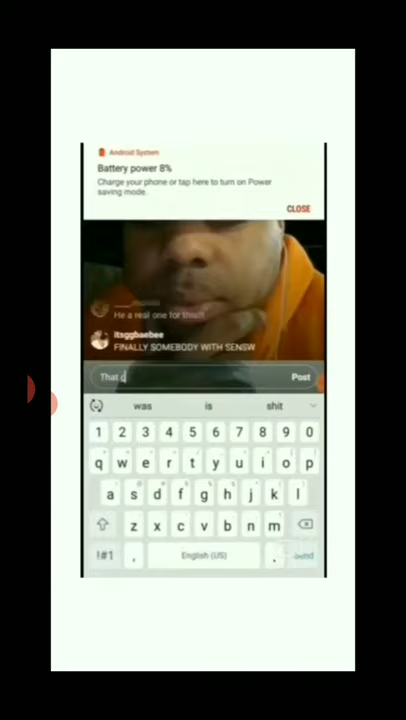 Android System
Battery power 8%
Charge your phone or tap here to turn on Power
saving mode.
CLOSE
He a real one for this!!
itsggbaebee
FINALLY SOMEBODY WITH SENSW
That
Post
was is shit
1 2 3 4 5 6 7 8 9 0
q w e r t y u i o p
a s d f g h j k l
z x c v b n m
!#1 , English (US) .